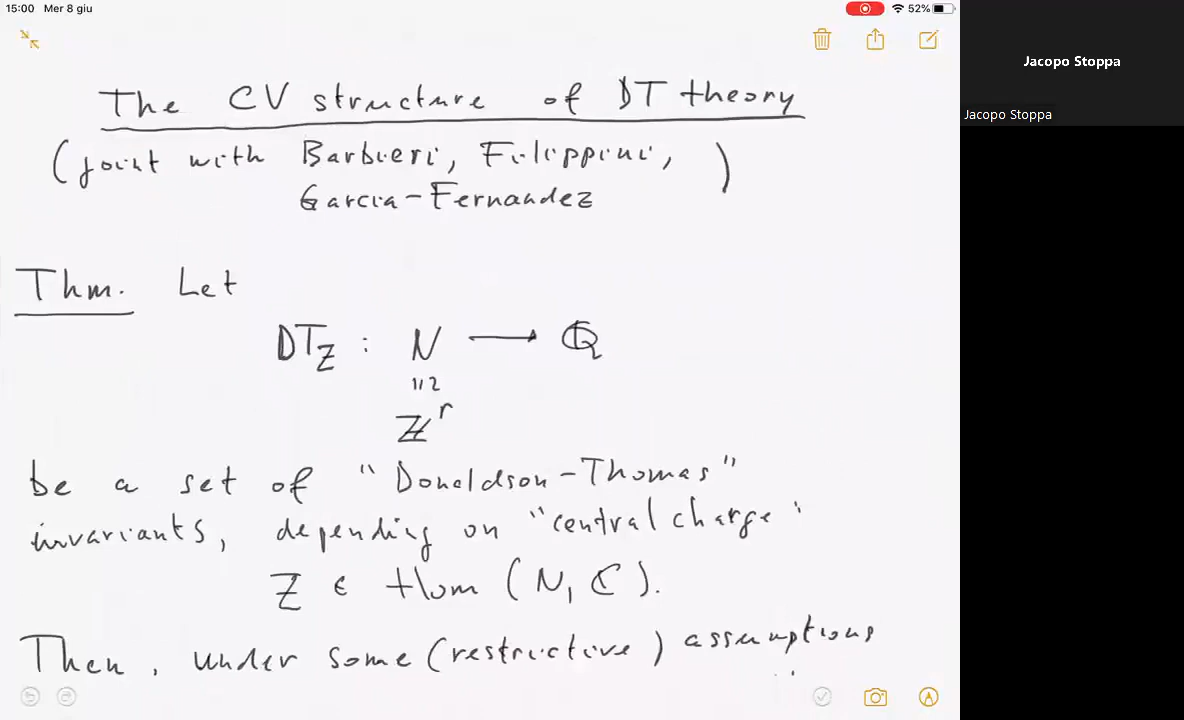 15:00 Mer 8 giu
52%
The CV structure of DT theory
(joint with Barbieri, Filippini,
Garcia-Fernandez)
Thm. Let
DT_Z : N ⟶ ℚ
≅
ℤ^r
be a set of "Donaldson-Thomas"
invariants, depending on "central charge"
Z ∈ Hom (N, ℂ).
Then, under some (restrictive) assumptions
Jacopo Stoppa
Jacopo Stoppa